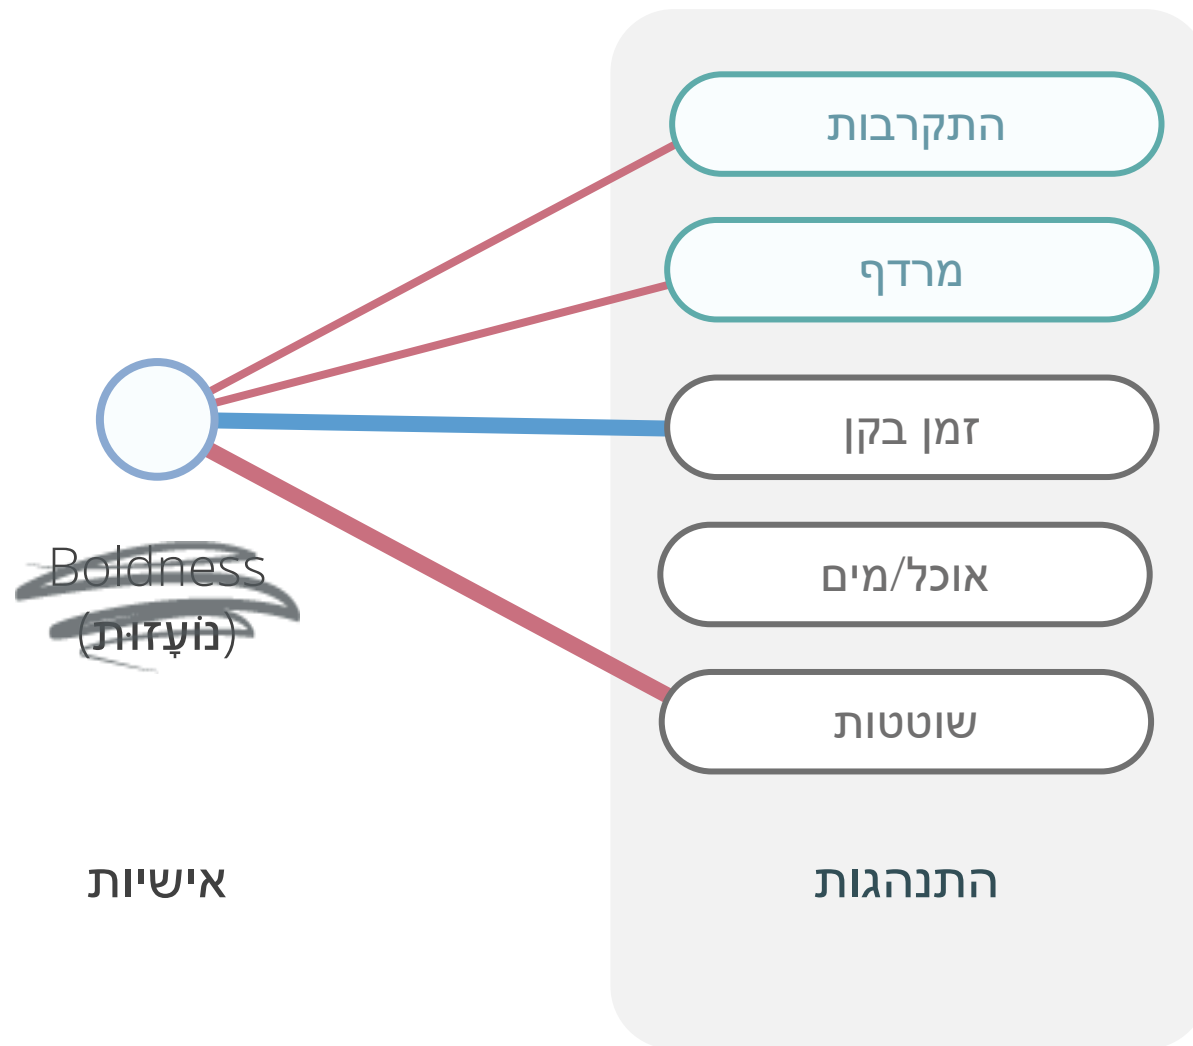 התקרבות
מרדף
זמן בקן
אוכל/מים
שוטטות
התנהגות
Boldness
(נוֹעָזוּת)
אישיות